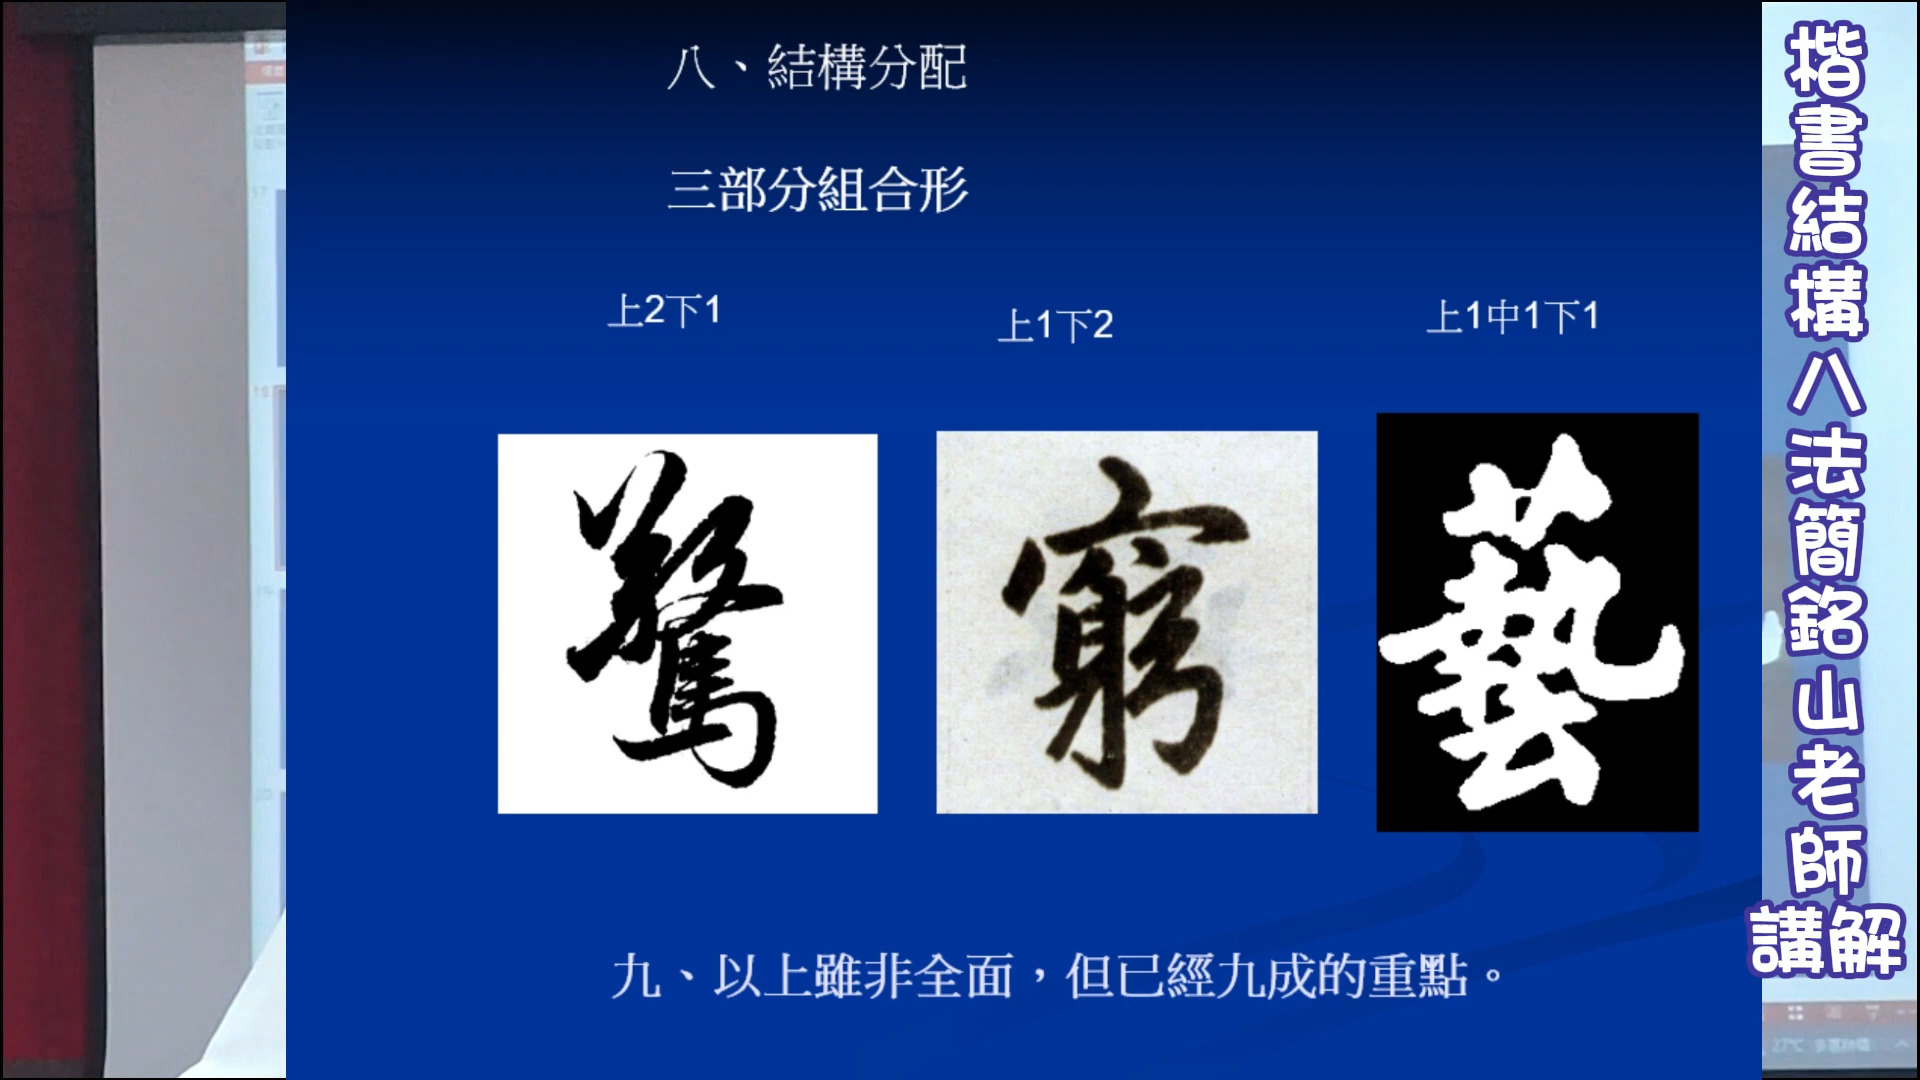 八、結構分配
三部分組合形
上2下1
上1下2
上1中1下1
驚
窮
藝
九、以上雖非全面，但已經九成的重點。
楷書結構八法簡銘山老師
講解
27°C